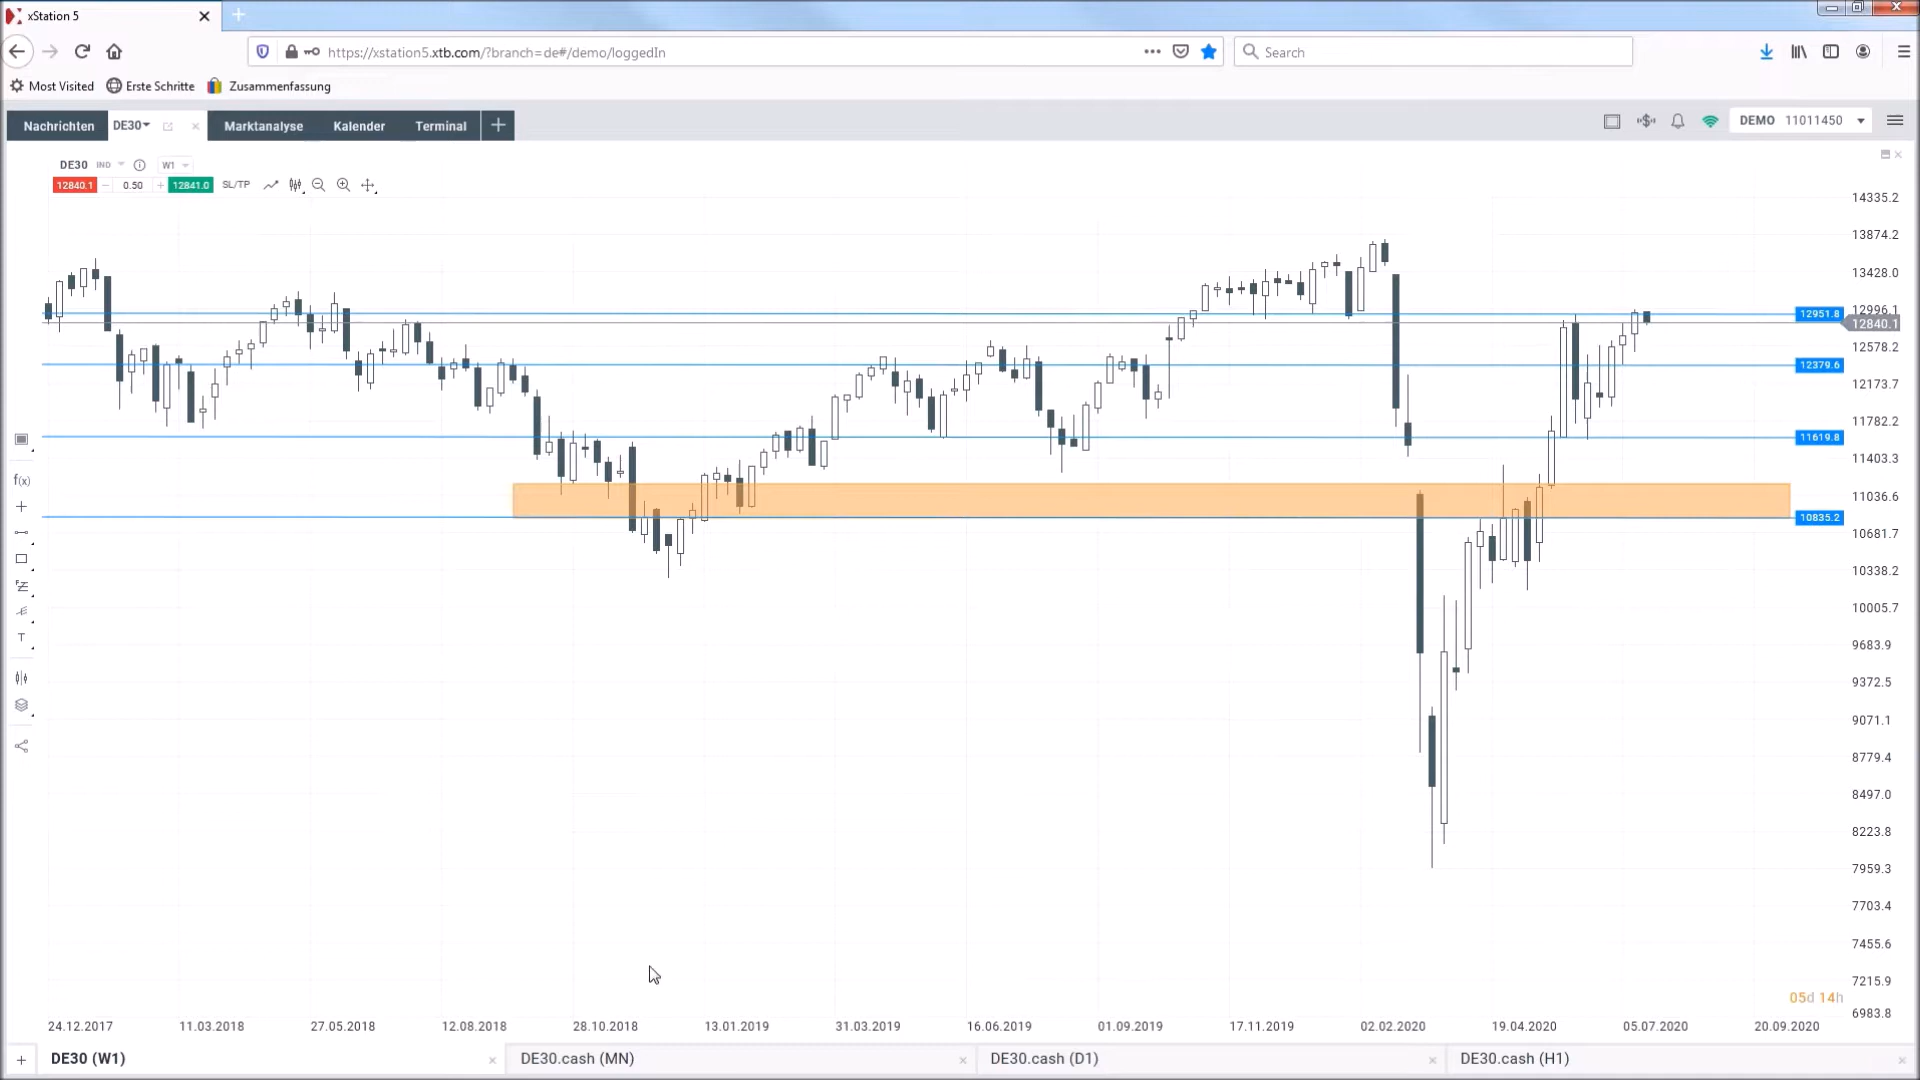 xStation 5
https://xstation5.xtb.com/?branch=de#/demo/loggedIn
Search
Most Visited
Erste Schritte
Zusammenfassung
Nachrichten
DE30
Marktanalyse
Kalender
Terminal
DEMO 11011450
DE30 IND W1
12840.1 0.50 12841.0 SL/TP
14335.2
13874.2
13428.0
12996.1
12951.8
12840.1
12578.2
12379.6
12173.7
11782.2
11619.8
11403.3
11036.6
10835.2
10681.7
10338.2
10005.7
9683.9
9372.5
9071.1
8779.4
8497.0
8223.8
7959.3
7703.4
7455.6
7215.9
6983.8
f(x)
T
05d 14h
24.12.2017 11.03.2018 27.05.2018 12.08.2018 28.10.2018 13.01.2019 31.03.2019 16.06.2019 01.09.2019 17.11.2019 02.02.2020 19.04.2020 05.07.2020 20.09.2020
DE30 (W1)
DE30.cash (MN)
DE30.cash (D1)
DE30.cash (H1)